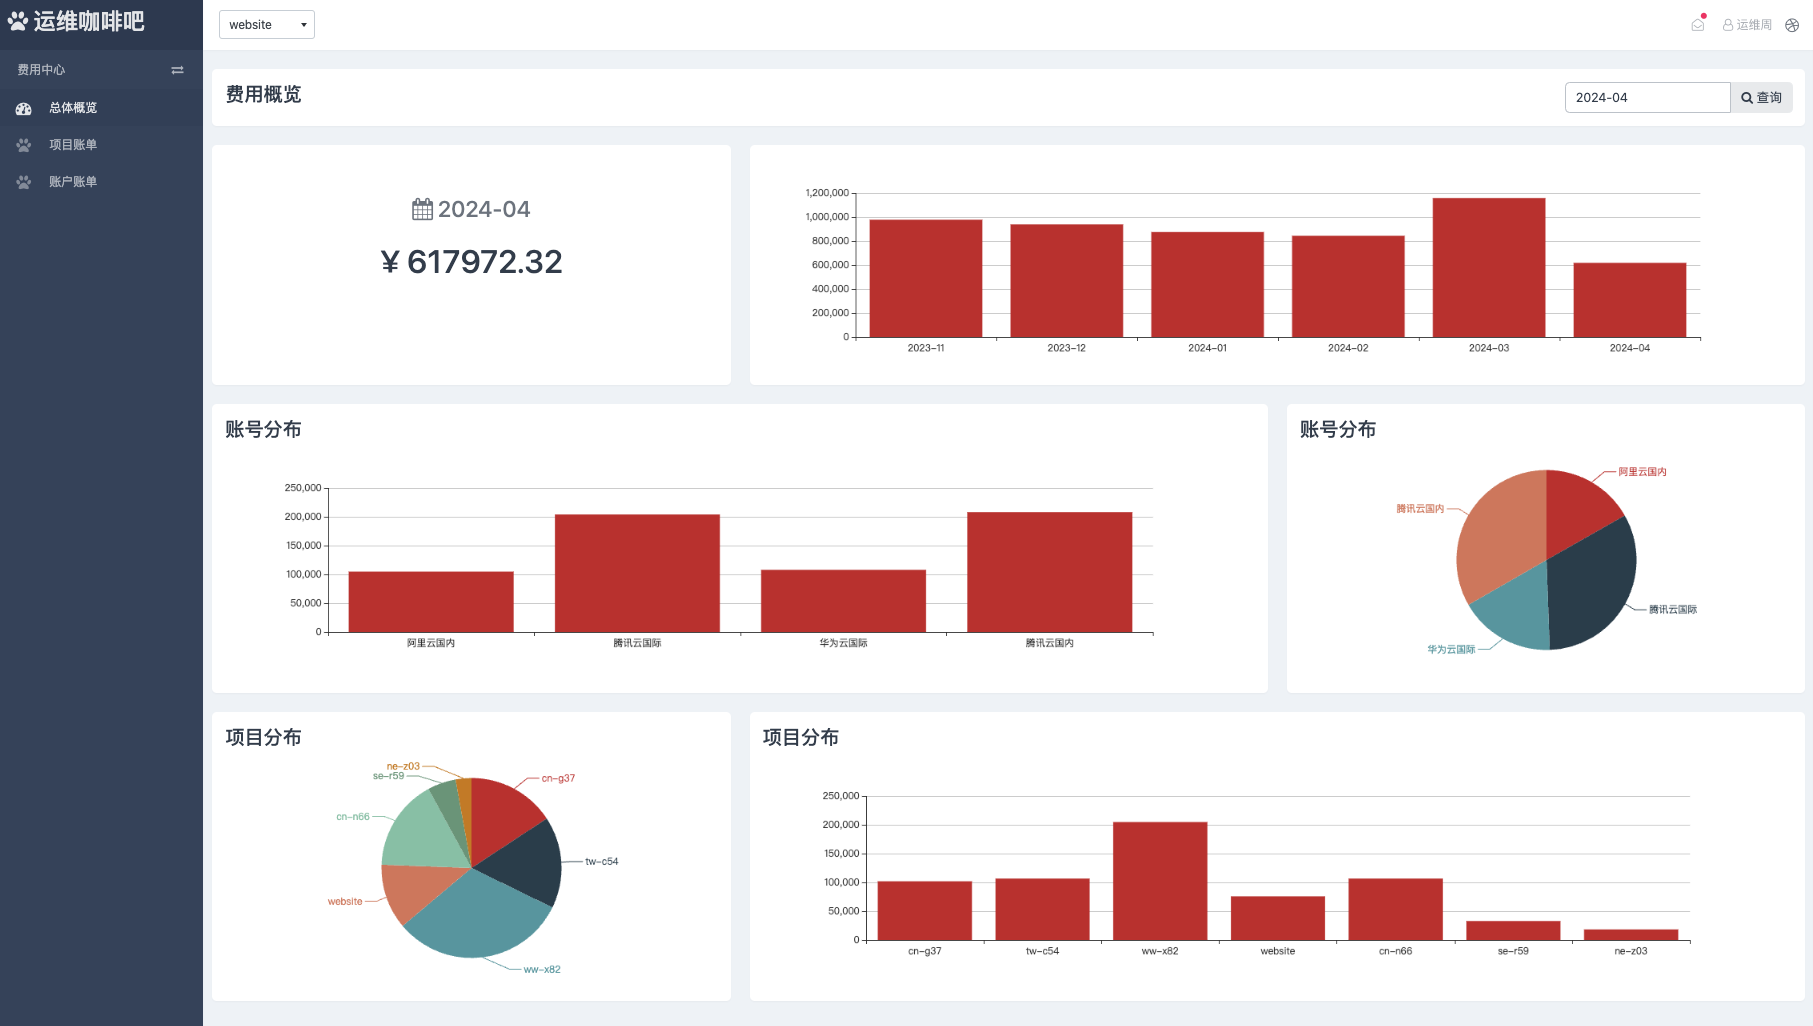 运维咖啡吧
website
运维周
费用中心
总体概览
项目账单
账户账单
费用概览
2024-04
查询
2024-04
¥ 617972.32
1,200,000
1,000,000
800,000
600,000
400,000
200,000
0
2023-11
2023-12
2024-01
2024-02
2024-03
2024-04
账号分布
250,000
200,000
150,000
100,000
50,000
0
阿里云国内
腾讯云国际
华为云国际
腾讯云国内
账号分布
阿里云国内
腾讯云国内
腾讯云国际
华为云国际
项目分布
ne-z03
se-r59
cn-g37
cn-n66
tw-c54
website
ww-x82
项目分布
250,000
200,000
150,000
100,000
50,000
0
cn-g37
tw-c54
ww-x82
website
cn-n66
se-r59
ne-z03